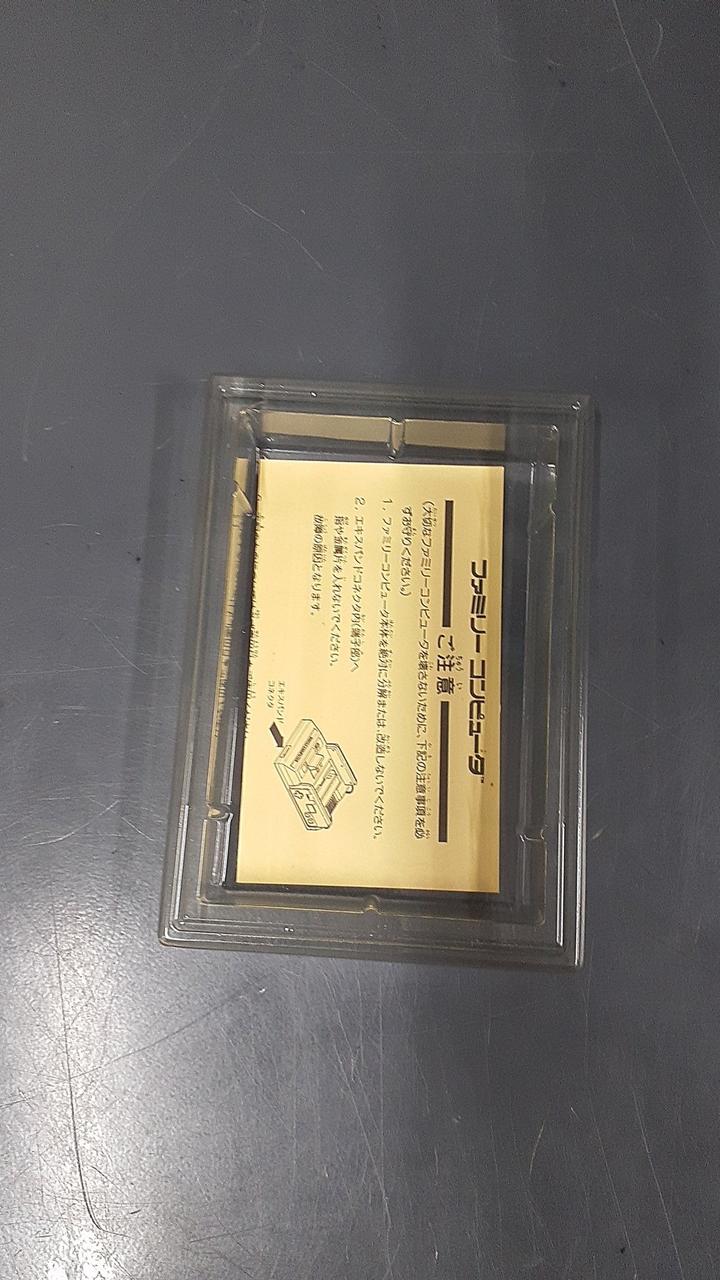 ファミリー コンピュータ™
ご注意
(大切なファミリーコンピュータを壊さないために、下記の注意事項を必
ずお守りください。)
1. ファミリーコンピュータ本体を絶対に分解または、改造しないでください。
2. エキスパンドコネクタ内(端子部)へ
指や金属片を入れないでください。
故障の原因となります。
エキスパンド
コネクタ